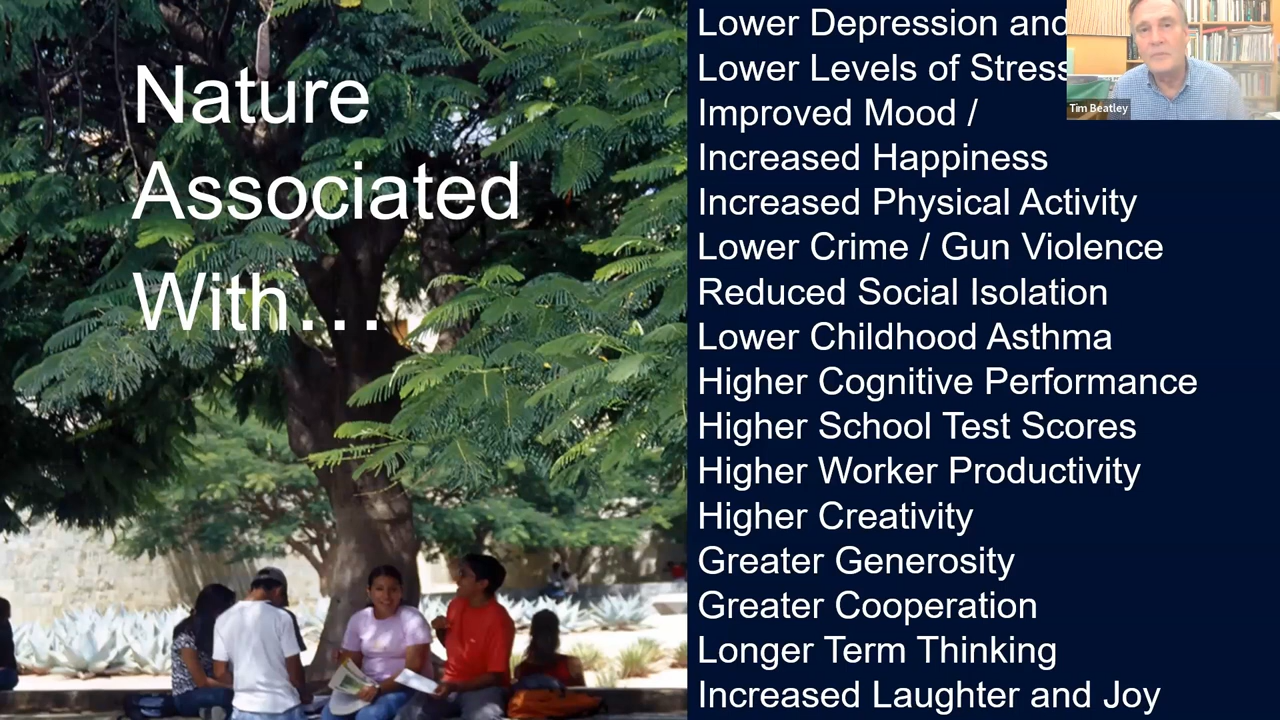 Nature
Associated
With…
Lower Depression and
Lower Levels of Stress
Improved Mood /
Increased Happiness
Increased Physical Activity
Lower Crime / Gun Violence
Reduced Social Isolation
Lower Childhood Asthma
Higher Cognitive Performance
Higher School Test Scores
Higher Worker Productivity
Higher Creativity
Greater Generosity
Greater Cooperation
Longer Term Thinking
Increased Laughter and Joy
Tim Beatley